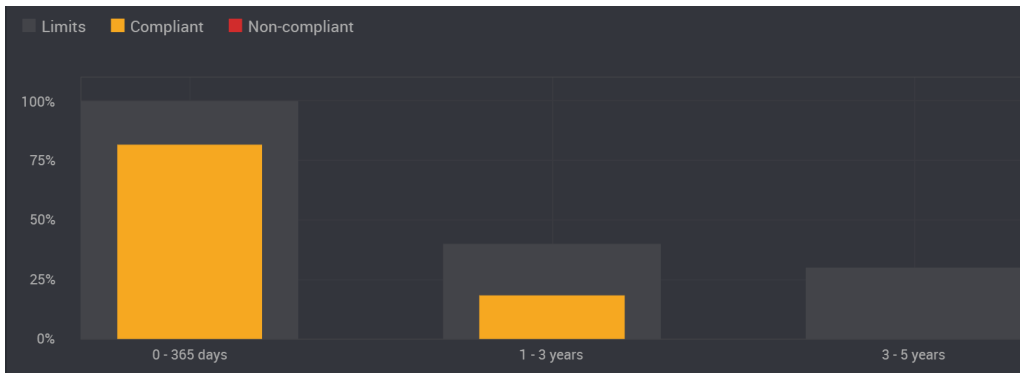 Limits Compliant Non-compliant
100%
75%
50%
25%
0%
0 - 365 days 1 - 3 years 3 - 5 years